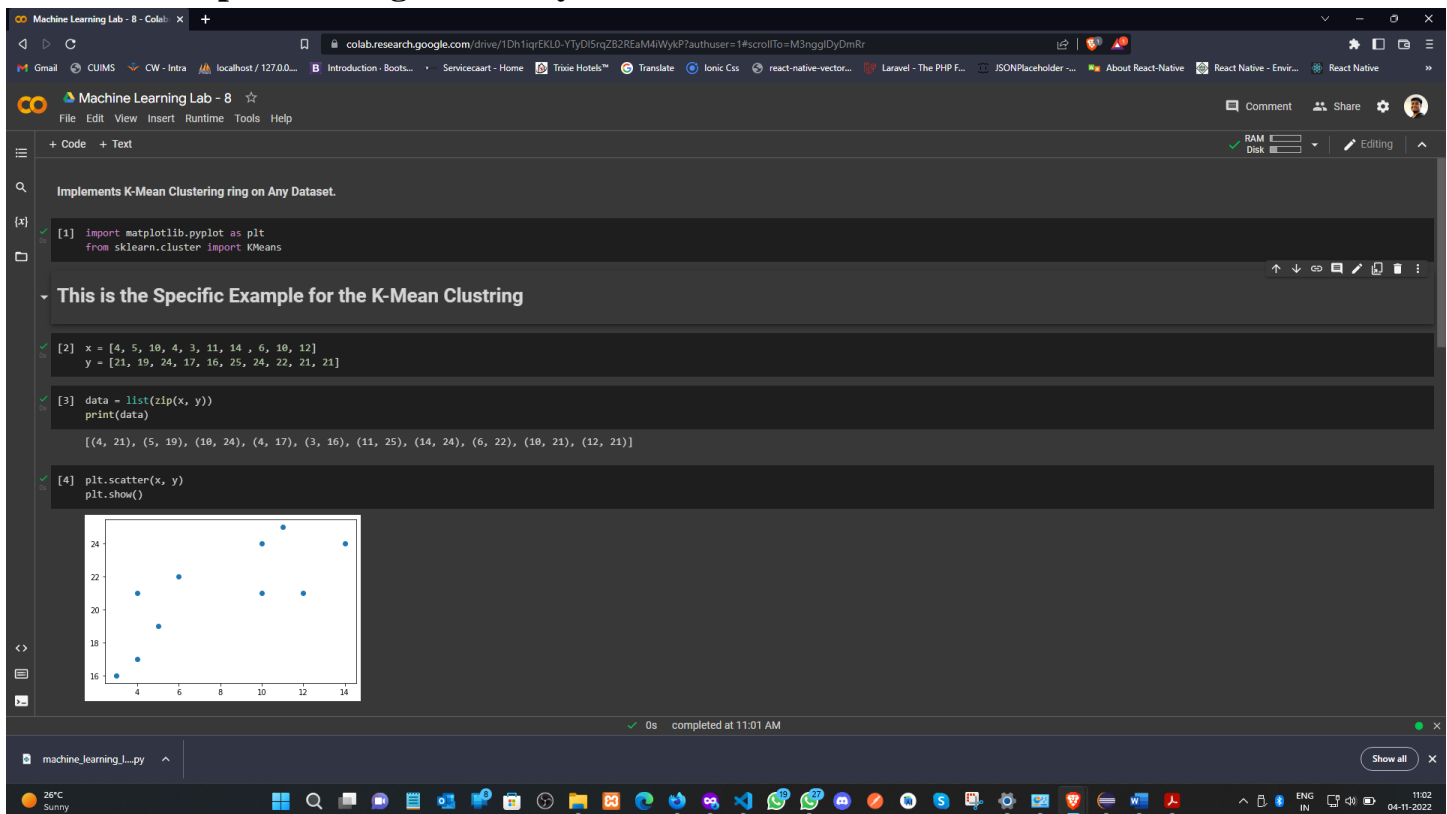 Machine Learning Lab - 8 - Colab
colab.research.google.com/drive/1Dh1iqrEKL0-YTyDI5rqZB2REaM4iWykP?authuser=1#scrollTo=M3ngglDyDmRr
Gmail CUIMS CW - Intra localhost / 127.0.0.... Introduction · Boots... Servicecaart - Home Trixie Hotels™ Translate Ionic Css react-native-vector... Laravel - The PHP F... JSONPlaceholder -... About React-Native React Native - Envir... React Native »
Machine Learning Lab - 8
File Edit View Insert Runtime Tools Help
Comment Share
+ Code + Text
RAM
Disk
Editing
Implements K-Mean Clustering ring on Any Dataset.
{x}
[1] import matplotlib.pyplot as plt
from sklearn.cluster import KMeans
This is the Specific Example for the K-Mean Clustring
[2] x = [4, 5, 10, 4, 3, 11, 14 , 6, 10, 12]
y = [21, 19, 24, 17, 16, 25, 24, 22, 21, 21]
[3] data = list(zip(x, y))
print(data)
[(4, 21), (5, 19), (10, 24), (4, 17), (3, 16), (11, 25), (14, 24), (6, 22), (10, 21), (12, 21)]
[4] plt.scatter(x, y)
plt.show()
24
22
20
18
16
4 6 8 10 12 14
0s completed at 11:01 AM
machine_learning_l....py
Show all
26°C
Sunny
8
19
27
ENG
IN
11:02
04-11-2022